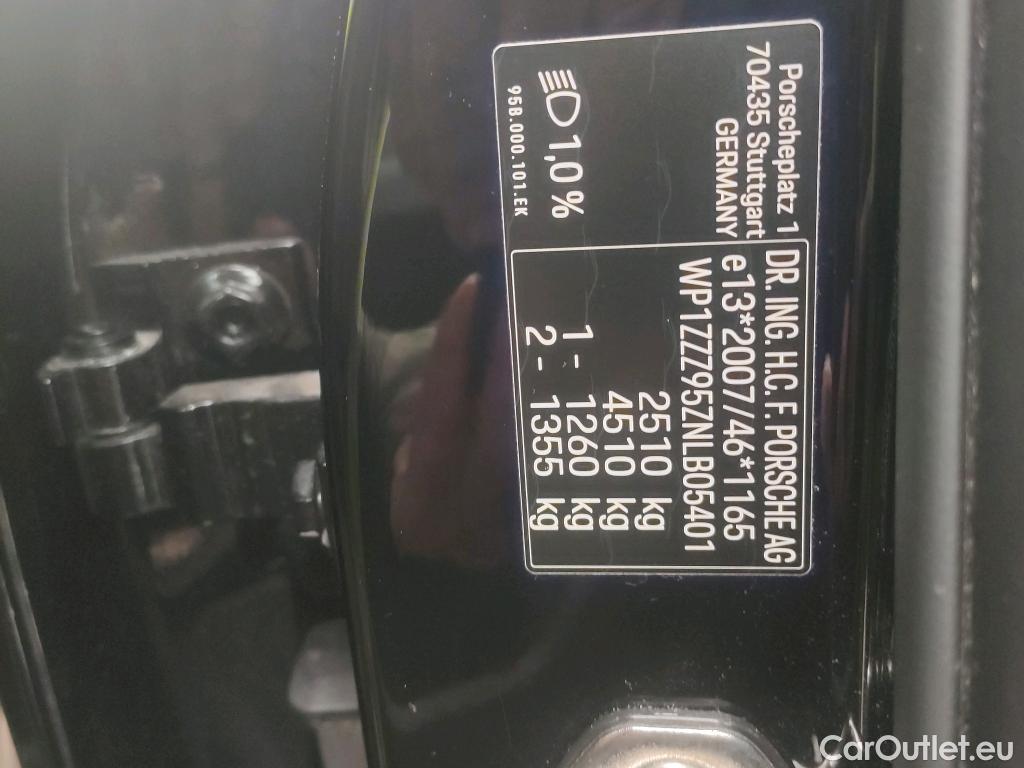 Porscheplatz 1
70435 Stuttgart
GERMANY
1,0 %
95B.000.101.EK
DR. ING. H.C. F. PORSCHE AG
e13*2007/46*1165
WP1ZZZ95ZNLB05401
2510 kg
4510 kg
1 - 1260 kg
2 - 1355 kg
CarOutlet.eu